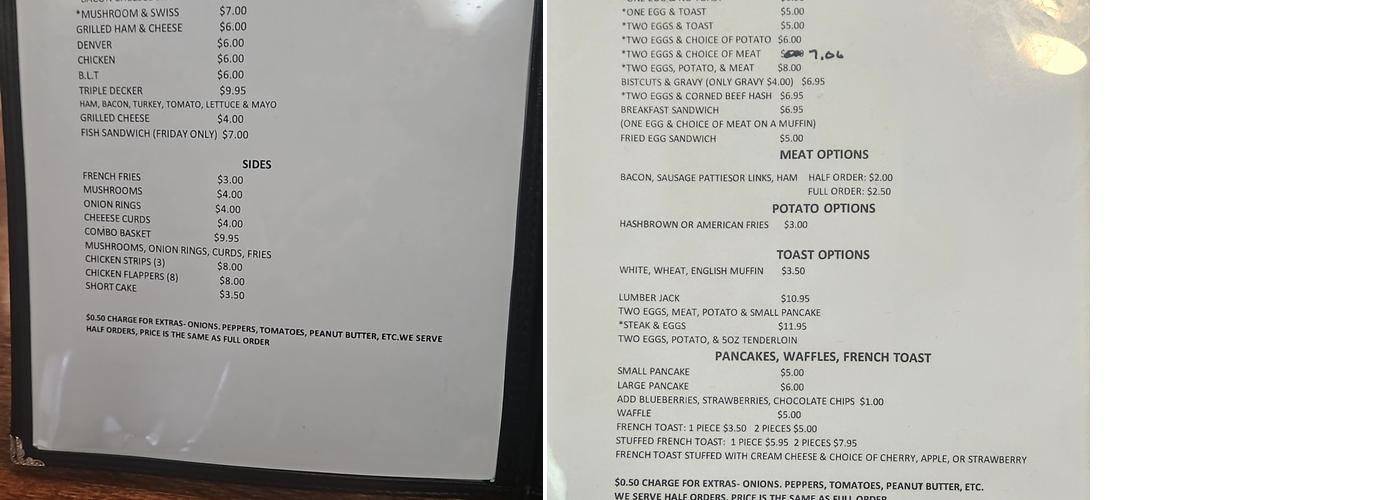 *MUSHROOM & SWISS $7.00
GRILLED HAM & CHEESE $6.00
DENVER $6.00
CHICKEN $6.00
B.L.T $6.00
TRIPLE DECKER $9.95
HAM, BACON, TURKEY, TOMATO, LETTUCE & MAYO
GRILLED CHEESE $4.00
FISH SANDWICH (FRIDAY ONLY) $7.00
SIDES
FRENCH FRIES $3.00
MUSHROOMS $4.00
ONION RINGS $4.00
CHEEESE CURDS $4.00
COMBO BASKET $9.95
MUSHROOMS, ONION RINGS, CURDS, FRIES
CHICKEN STRIPS (3) $8.00
CHICKEN FLAPPERS (8) $8.00
SHORT CAKE $3.50
$0.50 CHARGE FOR EXTRAS- ONIONS. PEPPERS, TOMATOES, PEANUT BUTTER, ETC.WE SERVE
HALF ORDERS, PRICE IS THE SAME AS FULL ORDER
*ONE EGG & TOAST $5.00
*TWO EGGS & TOAST $5.00
*TWO EGGS & CHOICE OF POTATO $6.00
*TWO EGGS & CHOICE OF MEAT 7.00
*TWO EGGS, POTATO, & MEAT $8.00
BISTCUTS & GRAVY (ONLY GRAVY $4.00) $6.95
*TWO EGGS & CORNED BEEF HASH $6.95
BREAKFAST SANDWICH $6.95
(ONE EGG & CHOICE OF MEAT ON A MUFFIN)
FRIED EGG SANDWICH $5.00
MEAT OPTIONS
BACON, SAUSAGE PATTIESOR LINKS, HAM HALF ORDER: $2.00
FULL ORDER: $2.50
POTATO OPTIONS
HASHBROWN OR AMERICAN FRIES $3.00
TOAST OPTIONS
WHITE, WHEAT, ENGLISH MUFFIN $3.50
LUMBER JACK $10.95
TWO EGGS, MEAT, POTATO & SMALL PANCAKE
*STEAK & EGGS $11.95
TWO EGGS, POTATO, & 5OZ TENDERLOIN
PANCAKES, WAFFLES, FRENCH TOAST
SMALL PANCAKE $5.00
LARGE PANCAKE $6.00
ADD BLUEBERRIES, STRAWBERRIES, CHOCOLATE CHIPS $1.00
WAFFLE $5.00
FRENCH TOAST: 1 PIECE $3.50 2 PIECES $5.00
STUFFED FRENCH TOAST: 1 PIECE $5.95 2 PIECES $7.95
FRENCH TOAST STUFFED WITH CREAM CHEESE & CHOICE OF CHERRY, APPLE, OR STRAWBERRY
$0.50 CHARGE FOR EXTRAS- ONIONS. PEPPERS, TOMATOES, PEANUT BUTTER, ETC.
WE SERVE HALF ORDERS, PRICE IS THE SAME AS FULL ORDER